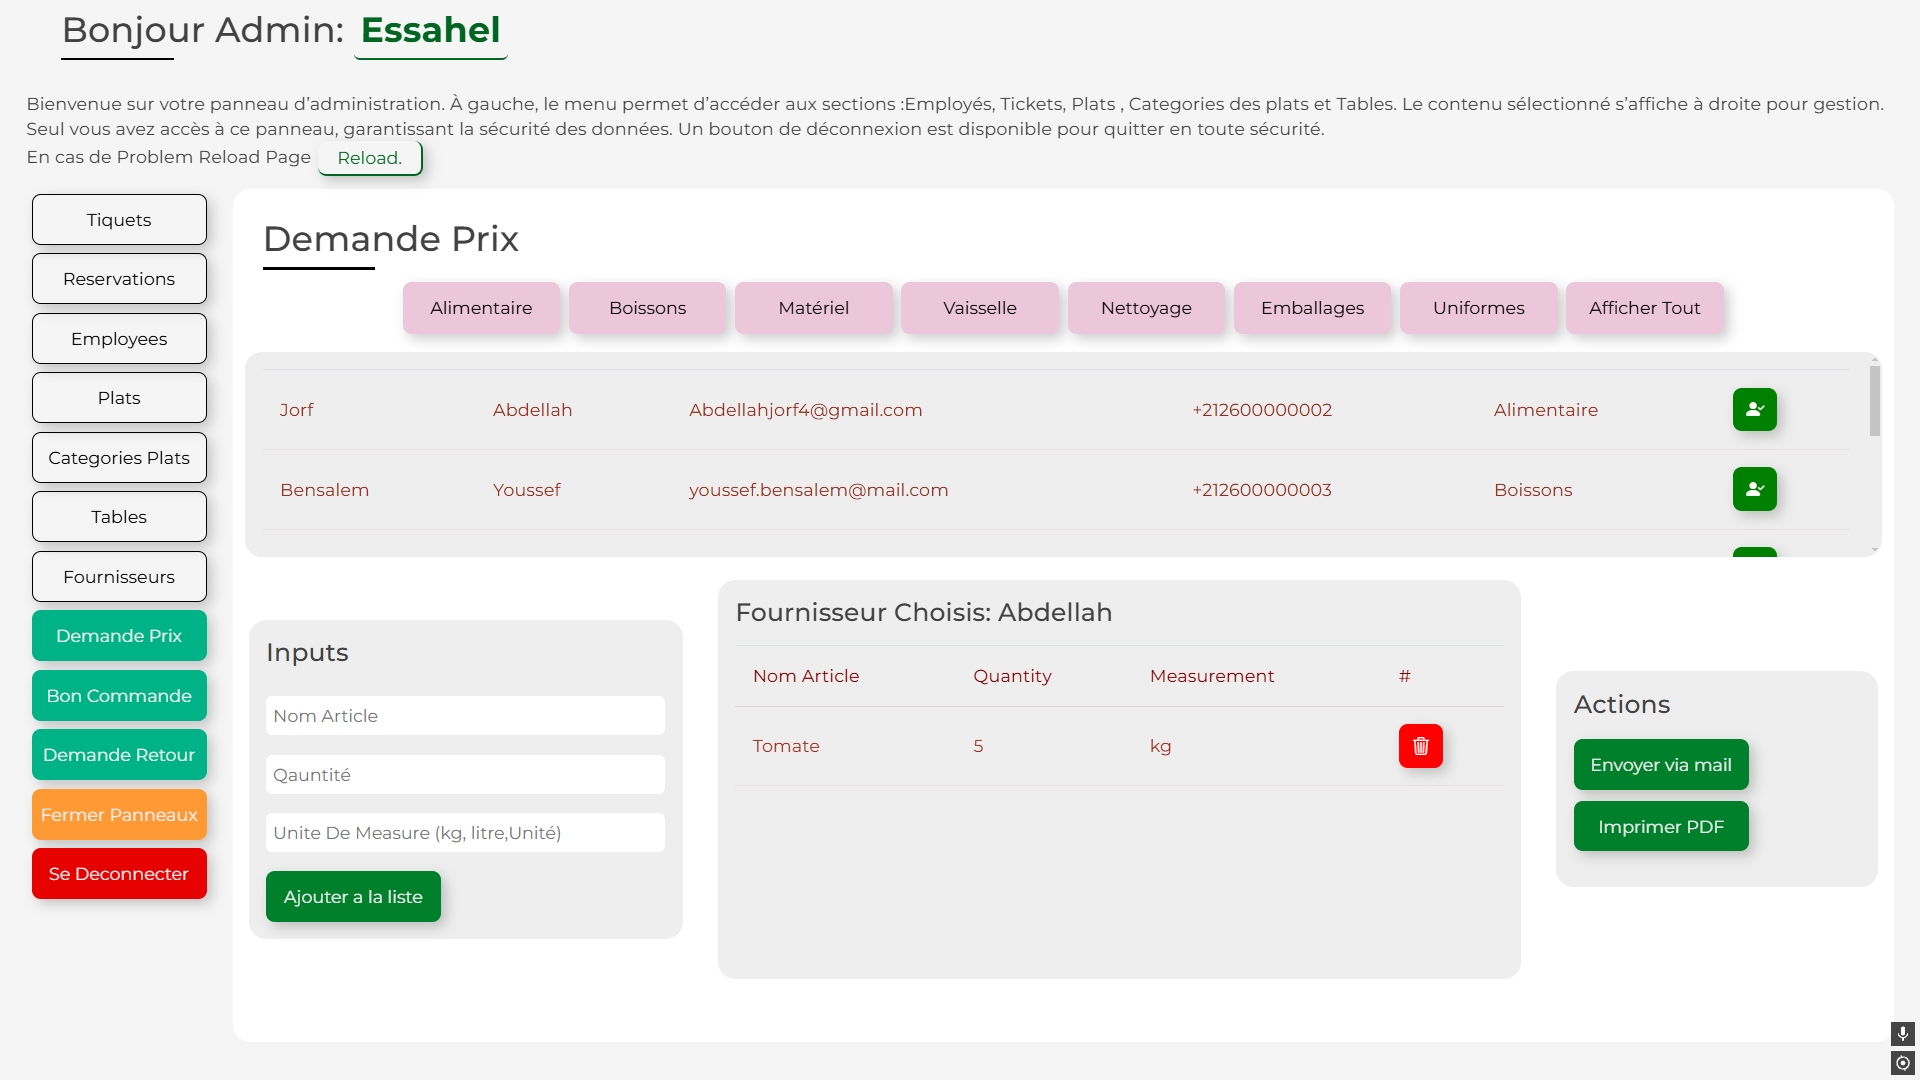 Bonjour Admin: Essahel
Bienvenue sur votre panneau d’administration. À gauche, le menu permet d’accéder aux sections :Employés, Tickets, Plats , Categories des plats et Tables. Le contenu sélectionné s’affiche à droite pour gestion.
Seul vous avez accès à ce panneau, garantissant la sécurité des données. Un bouton de déconnexion est disponible pour quitter en toute sécurité.
En cas de Problem Reload Page Reload.
Tiquets
Reservations
Employees
Plats
Categories Plats
Tables
Fournisseurs
Demande Prix
Bon Commande
Demande Retour
Fermer Panneaux
Se Deconnecter
Demande Prix
Alimentaire Boissons Matériel Vaisselle Nettoyage Emballages Uniformes Afficher Tout
Jorf Abdellah Abdellahjorf4@gmail.com +212600000002 Alimentaire
Bensalem Youssef youssef.bensalem@mail.com +212600000003 Boissons
Inputs
Nom Article
Qauntité
Unite De Measure (kg, litre,Unité)
Ajouter a la liste
Fournisseur Choisis: Abdellah
Nom Article Quantity Measurement #
Tomate 5 kg
Actions
Envoyer via mail
Imprimer PDF